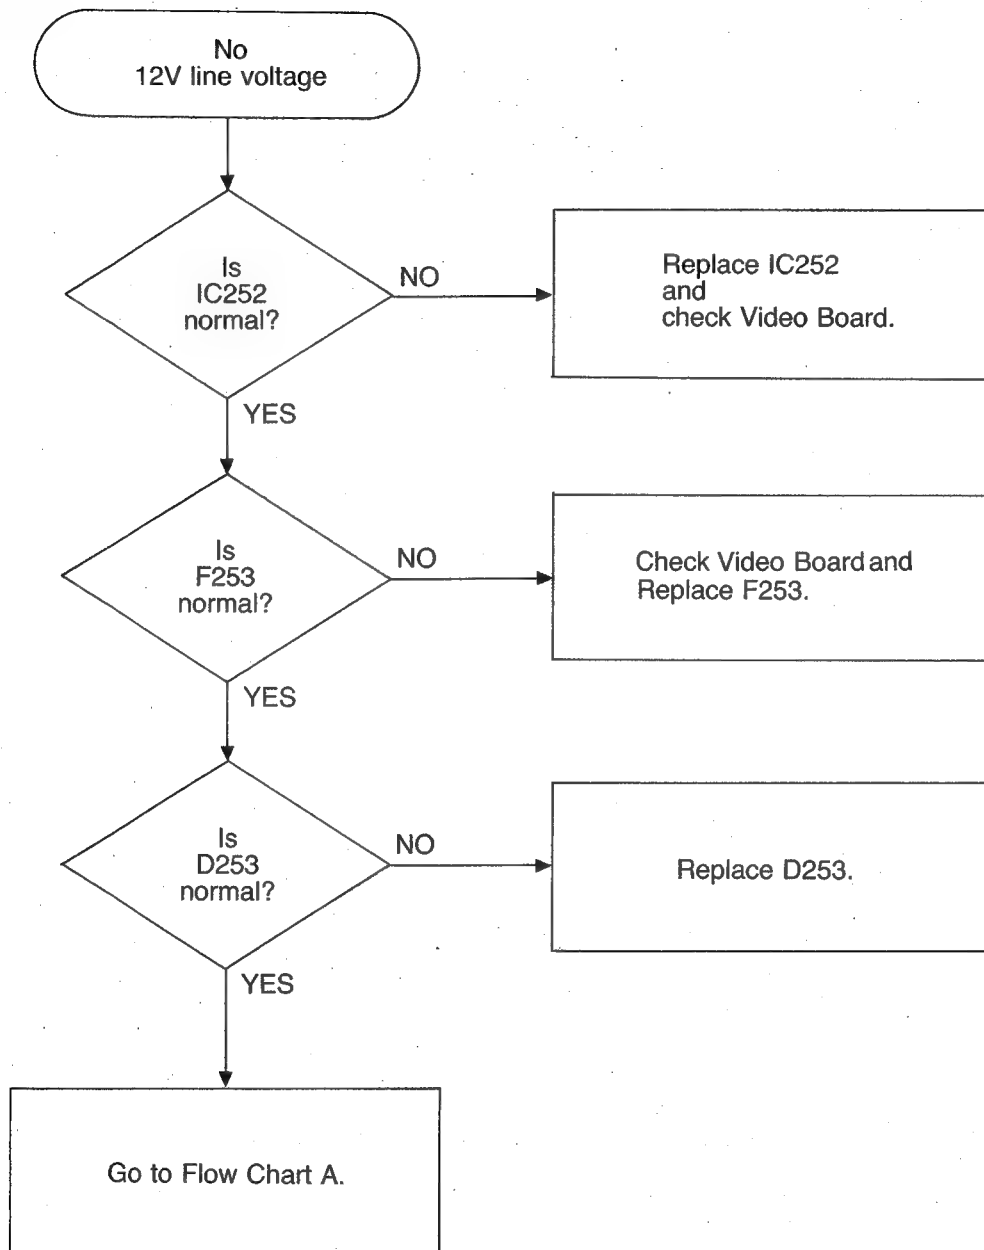 No
12V line voltage
Is
IC252
normal?
NO
Replace IC252
and
check Video Board.
YES
Is
F253
normal?
NO
Check Video Board and
Replace F253.
YES
Is
D253
normal?
NO
Replace D253.
YES
Go to Flow Chart A.